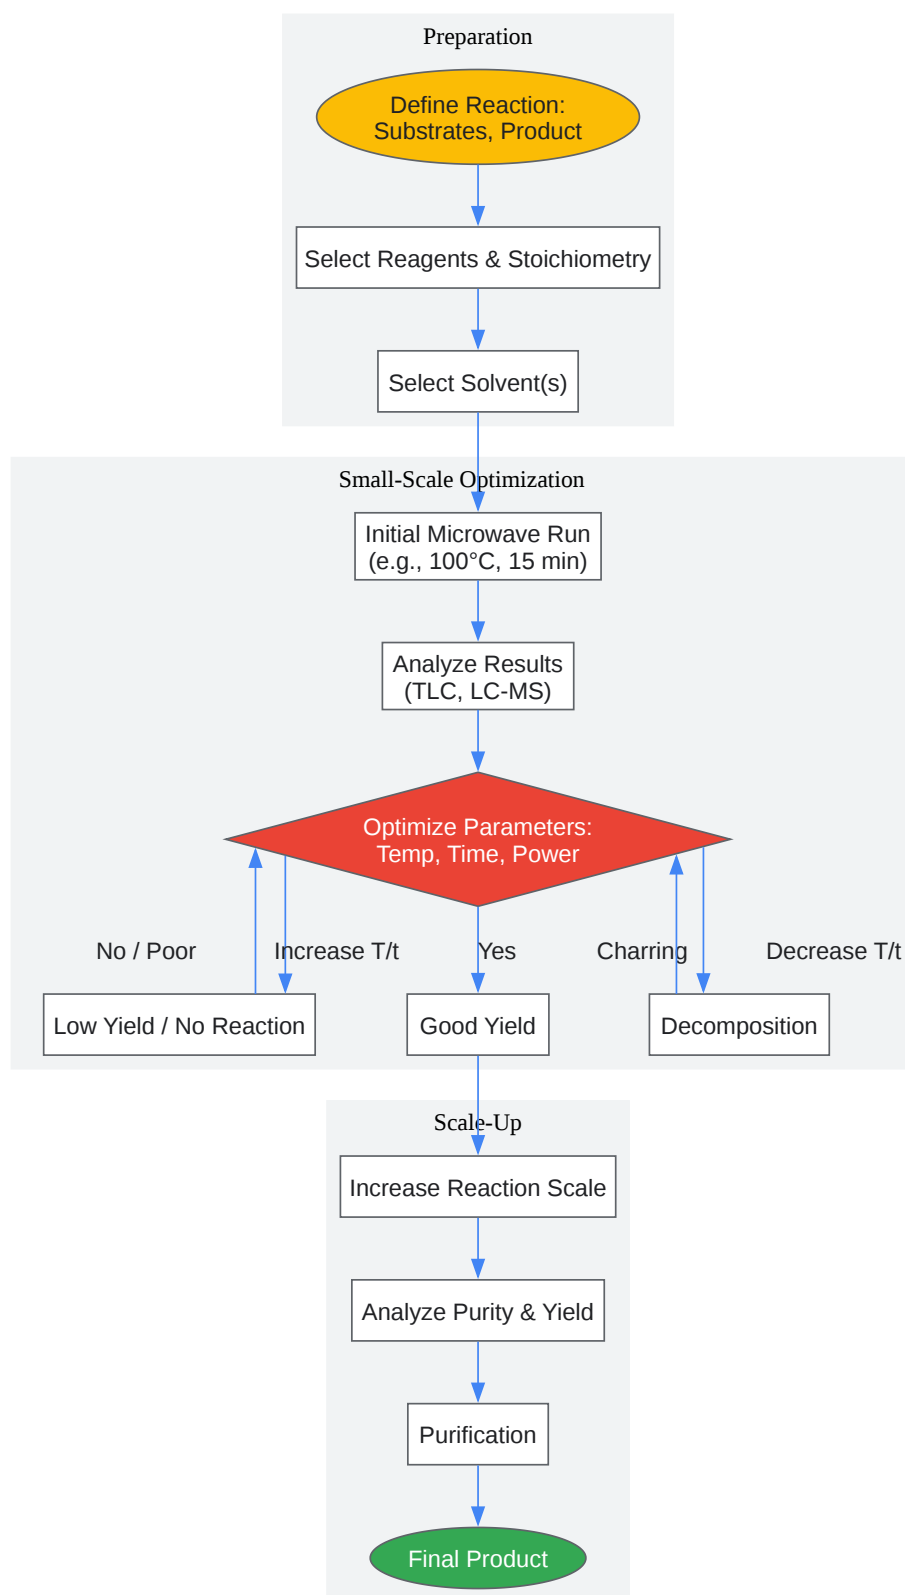 Preparation
Define Reaction:
Substrates, Product
Select Reagents & Stoichiometry
Select Solvent(s)
Small-Scale Optimization
Initial Microwave Run
(e.g., 100°C, 15 min)
Analyze Results
(TLC, LC-MS)
Optimize Parameters:
Temp, Time, Power
No / Poor
Increase T/t
Yes
Charring
Decrease T/t
Low Yield / No Reaction
Good Yield
Decomposition
Scale-Up
Increase Reaction Scale
Analyze Purity & Yield
Purification
Final Product